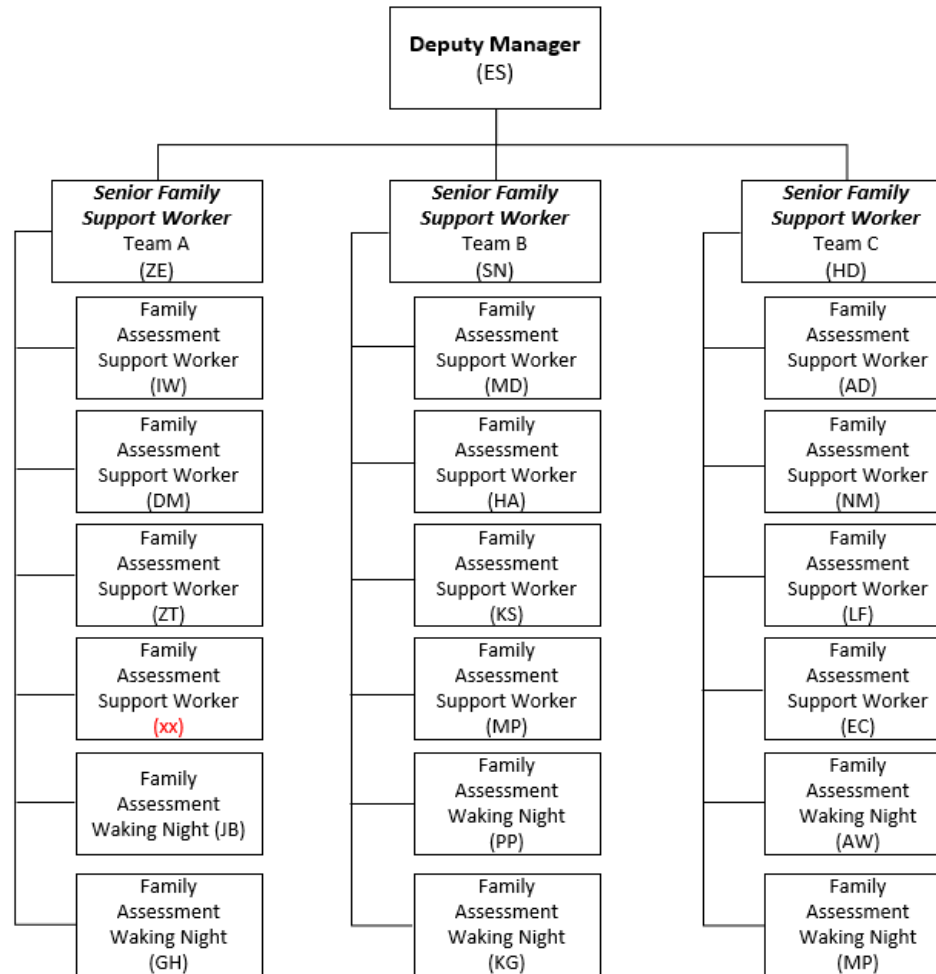 Deputy Manager
(ES)
Senior Family
Support Worker
Team A
(ZE)
Family
Assessment
Support Worker
(IW)
Family
Assessment
Support Worker
(DM)
Family
Assessment
Support Worker
(ZT)
Family
Assessment
Support Worker
(xx)
Family
Assessment
Waking Night (JB)
Family
Assessment
Waking Night
(GH)
Senior Family
Support Worker
Team B
(SN)
Family
Assessment
Support Worker
(MD)
Family
Assessment
Support Worker
(HA)
Family
Assessment
Support Worker
(KS)
Family
Assessment
Support Worker
(MP)
Family
Assessment
Waking Night
(PP)
Family
Assessment
Waking Night
(KG)
Senior Family
Support Worker
Team C
(HD)
Family
Assessment
Support Worker
(AD)
Family
Assessment
Support Worker
(NM)
Family
Assessment
Support Worker
(LF)
Family
Assessment
Support Worker
(EC)
Family
Assessment
Waking Night
(AW)
Family
Assessment
Waking Night
(MP)